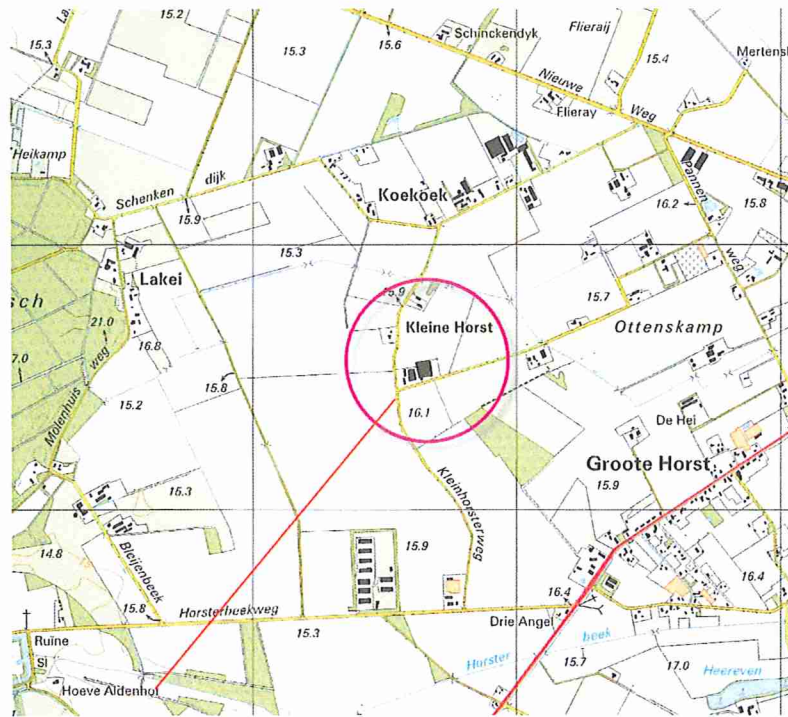 15.2
15.3
15.3
15.6
Schinckendyk
Flieraij
15.4
Nieuwe
Weg
Flieray
Heikamp
Schenken
dijk
15.9
Koekoek
Pannen
weg
16.2
15.8
Lakei
15.3
15.9
Kleine Horst
15.7
Ottenskamp
sch
21.0
7.0
16.8
Molenhuis
weg
15.8
15.2
16.1
De Hei
Groote Horst
15.9
Kleinhorsterweg
15.3
14.8
Bleijenbeek
15.9
16.4
16.4
15.8
Horsterheekweg
15.3
Drie Angel
Ruïne
Sl
Horster
beek
15.7
17.0
Heereven
Hoeve Aldenhof